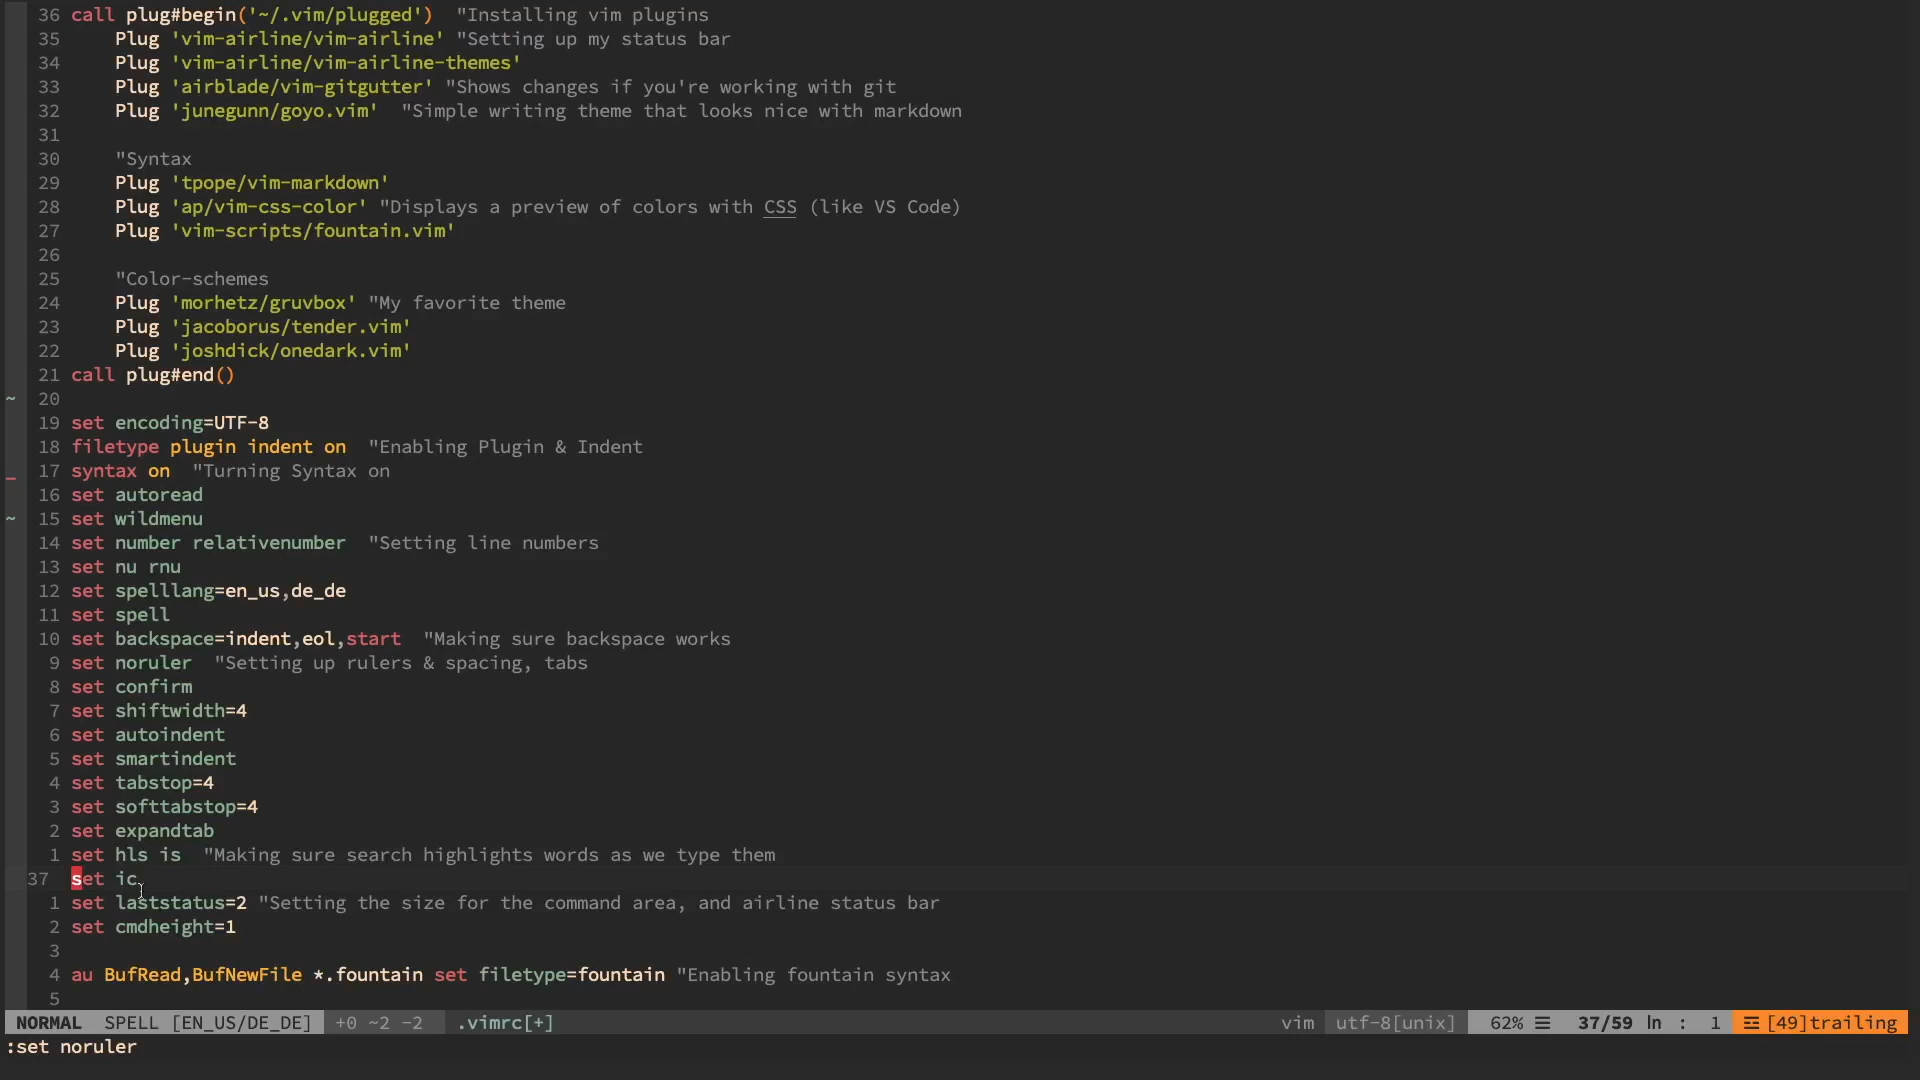 36 call plug#begin('~/.vim/plugged')  "Installing vim plugins
35     Plug 'vim-airline/vim-airline' "Setting up my status bar
34     Plug 'vim-airline/vim-airline-themes'
33     Plug 'airblade/vim-gitgutter' "Shows changes if you're working with git
32     Plug 'junegunn/goyo.vim'  "Simple writing theme that looks nice with markdown
31
30     "Syntax
29     Plug 'tpope/vim-markdown'
28     Plug 'ap/vim-css-color' "Displays a preview of colors with CSS (like VS Code)
27     Plug 'vim-scripts/fountain.vim'
26
25     "Color-schemes
24     Plug 'morhetz/gruvbox' "My favorite theme
23     Plug 'jacoborus/tender.vim'
22     Plug 'joshdick/onedark.vim'
21 call plug#end()
~ 20
19 set encoding=UTF-8
18 filetype plugin indent on  "Enabling Plugin & Indent
_ 17 syntax on  "Turning Syntax on
16 set autoread
~ 15 set wildmenu
14 set number relativenumber  "Setting line numbers
13 set nu rnu
12 set spelllang=en_us,de_de
11 set spell
10 set backspace=indent,eol,start  "Making sure backspace works
9 set noruler  "Setting up rulers & spacing, tabs
8 set confirm
7 set shiftwidth=4
6 set autoindent
5 set smartindent
4 set tabstop=4
3 set softtabstop=4
2 set expandtab
1 set hls is  "Making sure search highlights words as we type them
37 set ic
1 set laststatus=2 "Setting the size for the command area, and airline status bar
2 set cmdheight=1
3
4 au BufRead,BufNewFile *.fountain set filetype=fountain "Enabling fountain syntax
5
NORMAL SPELL [EN_US/DE_DE] +0 ~2 -2 .vimrc[+] vim utf-8[unix] 62% ☰ 37/59 ln : 1 ☲ [49]trailing
:set noruler